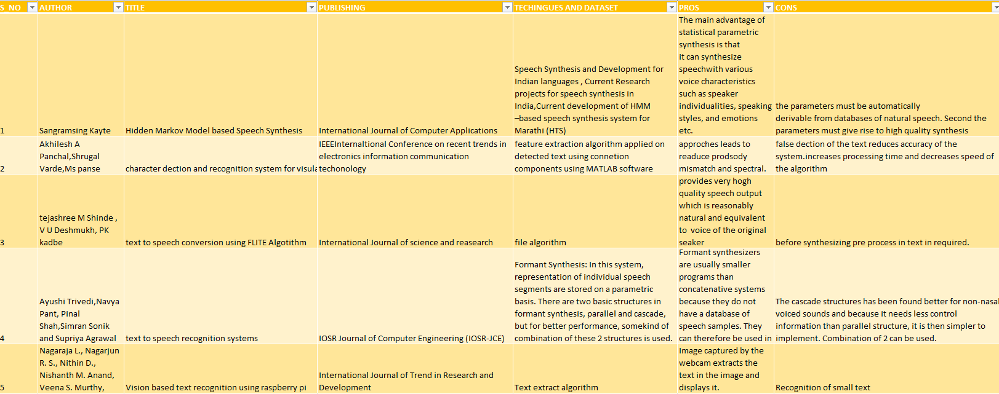 S_NO AUTHOR TITLE PUBLISHING TECHINGUES AND DATASET PROS CONS
1
Sangramsing Kayte
Hidden Markov Model based Speech Synthesis
International Journal of Computer Applications
Speech Synthesis and Development for
Indian languages , Current Research
projects for speech synthesis in
India,Current development of HMM
–based speech synthesis system for
Marathi (HTS)
The main advantage of
statistical parametric
synthesis is that
it can synthesize
speechwith various
voice characteristics
such as speaker
individualities, speaking
styles, and emotions
etc.
the parameters must be automatically
derivable from databases of natural speech. Second the
parameters must give rise to high quality synthesis
2
Akhilesh A
Panchal,Shrugal
Varde,Ms panse
character dection and recognition system for visula
IEEEInternaltional Conference on recent trends in
electronics information communication
techonology
feature extraction algorithm applied on
detected text using connetion
components using MATLAB software
approches leads to
readuce prodsody
mismatch and spectral.
false dection of the text reduces accuracy of the
system.increases processing time and decreases speed of
the algorithm
3
tejashree M Shinde ,
V U Deshmukh, PK
kadbe
text to speech conversion using FLITE Algotithm
International Journal of science and reasearch
file algorithm
provides very hogh
quality speech output
which is reasonably
natural and equivalent
to voice of the original
seaker
before synthesizing pre process in text in required.
4
Ayushi Trivedi,Navya
Pant, Pinal
Shah,Simran Sonik
and Supriya Agrawal
text to speech recognition systems
IOSR Journal of Computer Engineering (IOSR-JCE)
Formant Synthesis: In this system,
representation of individual speech
segments are stored on a parametric
basis. There are two basic structures in
formant synthesis, parallel and cascade,
but for better performance, somekind of
combination of these 2 structures is used.
Formant synthesizers
are usually smaller
programs than
concatenative systems
because they do not
have a database of
speech samples. They
can therefore be used in
The cascade structures has been found better for non-nasal
voiced sounds and because it needs less control
information than parallel structure, it is then simpler to
implement. Combination of 2 can be used.
5
Nagaraja L., Nagarjun
R. S., Nithin D.,
Nishanth M. Anand,
Veena S. Murthy,
Vision based text recognition using raspberry pi
International Journal of Trend in Research and
Development
Text extract algorithm
Image captured by the
webcam extracts the
text in the image and
displays it.
Recognition of small text